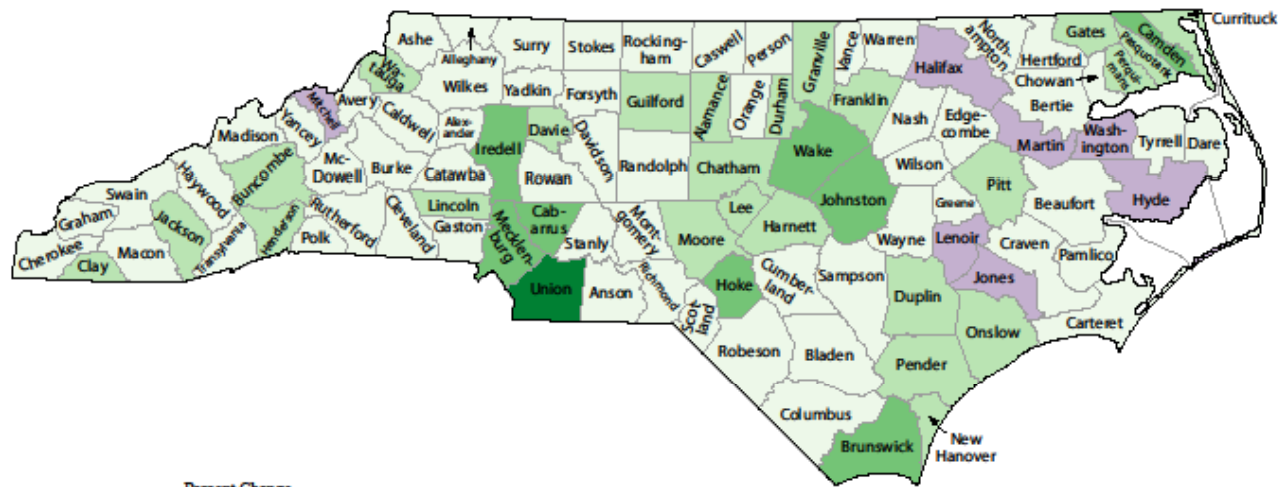 Currituck
Ashe
Alleghany
Surry
Stokes
Rocking-
ham
Caswell
Person
Granville
Vance
Warren
North-
ampton
Gates
Hertford
Camden
Pasquotank
Perqui-
mans
Chowan
Halifax
Bertie
Wa-
tauga
Wilkes
Yadkin
Forsyth
Guilford
Alamance
Orange
Durham
Franklin
Nash
Edge-
combe
Martin
Wash-
ington
Tyrrell
Dare
Mitchell
Avery
Yancey
Caldwell
Alex-
ander
Iredell
Davie
Davidson
Randolph
Chatham
Wake
Wilson
Pitt
Beaufort
Hyde
Madison
Buncombe
Mc-
Dowell
Burke
Catawba
Rowan
Lee
Johnston
Greene
Haywood
Swain
Graham
Jackson
Cherokee
Clay
Macon
Transylvania
Henderson
Polk
Rutherford
Cleveland
Lincoln
Gaston
Mecklen-
burg
Cab-
arrus
Stanly
Mont-
gomery
Moore
Harnett
Wayne
Lenoir
Craven
Pamlico
Jones
Union
Anson
Richmond
Scot-
land
Hoke
Cumber-
land
Sampson
Duplin
Onslow
Carteret
Robeson
Bladen
Pender
Columbus
Brunswick
New
Hanover